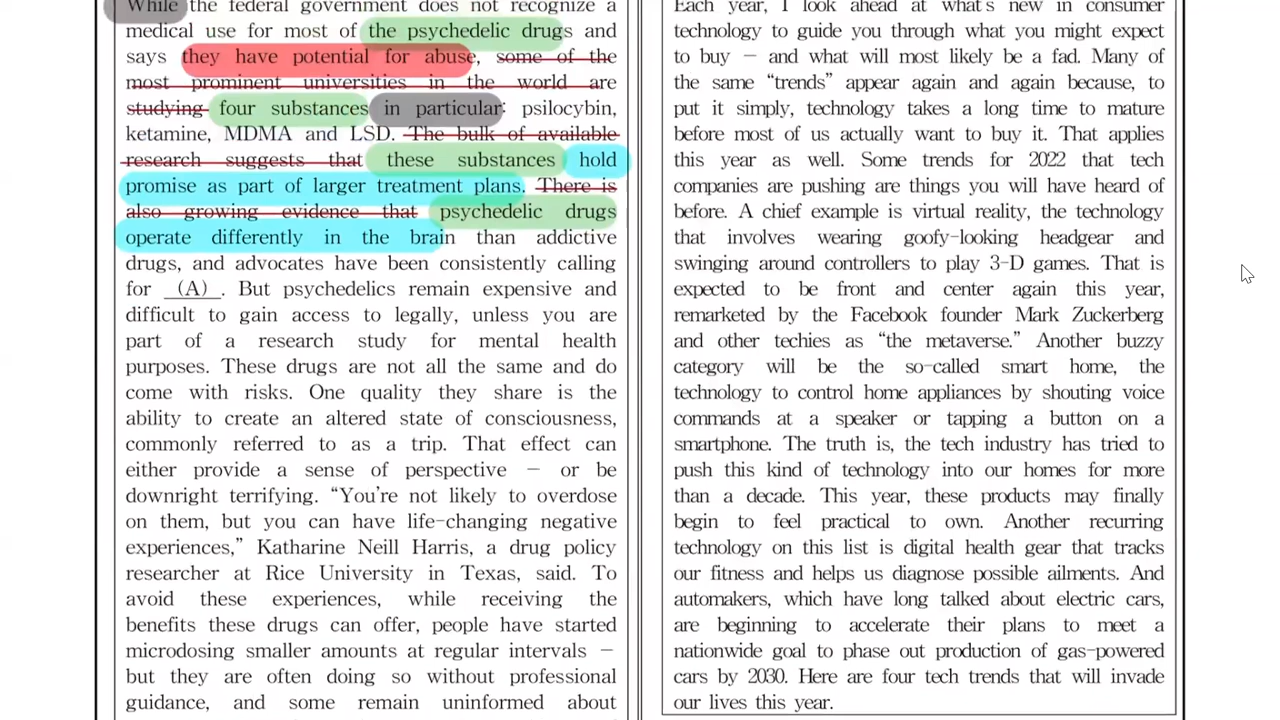 While the federal government does not recognize a
medical use for most of the psychedelic drugs and
says they have potential for abuse, some of the
most prominent universities in the world are
studying four substances in particular: psilocybin,
ketamine, MDMA and LSD. The bulk of available
research suggests that these substances hold
promise as part of larger treatment plans. There is
also growing evidence that psychedelic drugs
operate differently in the brain than addictive
drugs, and advocates have been consistently calling
for (A) . But psychedelics remain expensive and
difficult to gain access to legally, unless you are
part of a research study for mental health
purposes. These drugs are not all the same and do
come with risks. One quality they share is the
ability to create an altered state of consciousness,
commonly referred to as a trip. That effect can
either provide a sense of perspective － or be
downright terrifying. “You’re not likely to overdose
on them, but you can have life-changing negative
experiences,” Katharine Neill Harris, a drug policy
researcher at Rice University in Texas, said. To
avoid these experiences, while receiving the
benefits these drugs can offer, people have started
microdosing smaller amounts at regular intervals －
but they are often doing so without professional
guidance, and some remain uninformed about
Each year, I look ahead at what’s new in consumer
technology to guide you through what you might expect
to buy － and what will most likely be a fad. Many of
the same “trends” appear again and again because, to
put it simply, technology takes a long time to mature
before most of us actually want to buy it. That applies
this year as well. Some trends for 2022 that tech
companies are pushing are things you will have heard of
before. A chief example is virtual reality, the technology
that involves wearing goofy-looking headgear and
swinging around controllers to play 3-D games. That is
expected to be front and center again this year,
remarketed by the Facebook founder Mark Zuckerberg
and other techies as “the metaverse.” Another buzzy
category will be the so-called smart home, the
technology to control home appliances by shouting voice
commands at a speaker or tapping a button on a
smartphone. The truth is, the tech industry has tried to
push this kind of technology into our homes for more
than a decade. This year, these products may finally
begin to feel practical to own. Another recurring
technology on this list is digital health gear that tracks
our fitness and helps us diagnose possible ailments. And
automakers, which have long talked about electric cars,
are beginning to accelerate their plans to meet a
nationwide goal to phase out production of gas-powered
cars by 2030. Here are four tech trends that will invade
our lives this year.